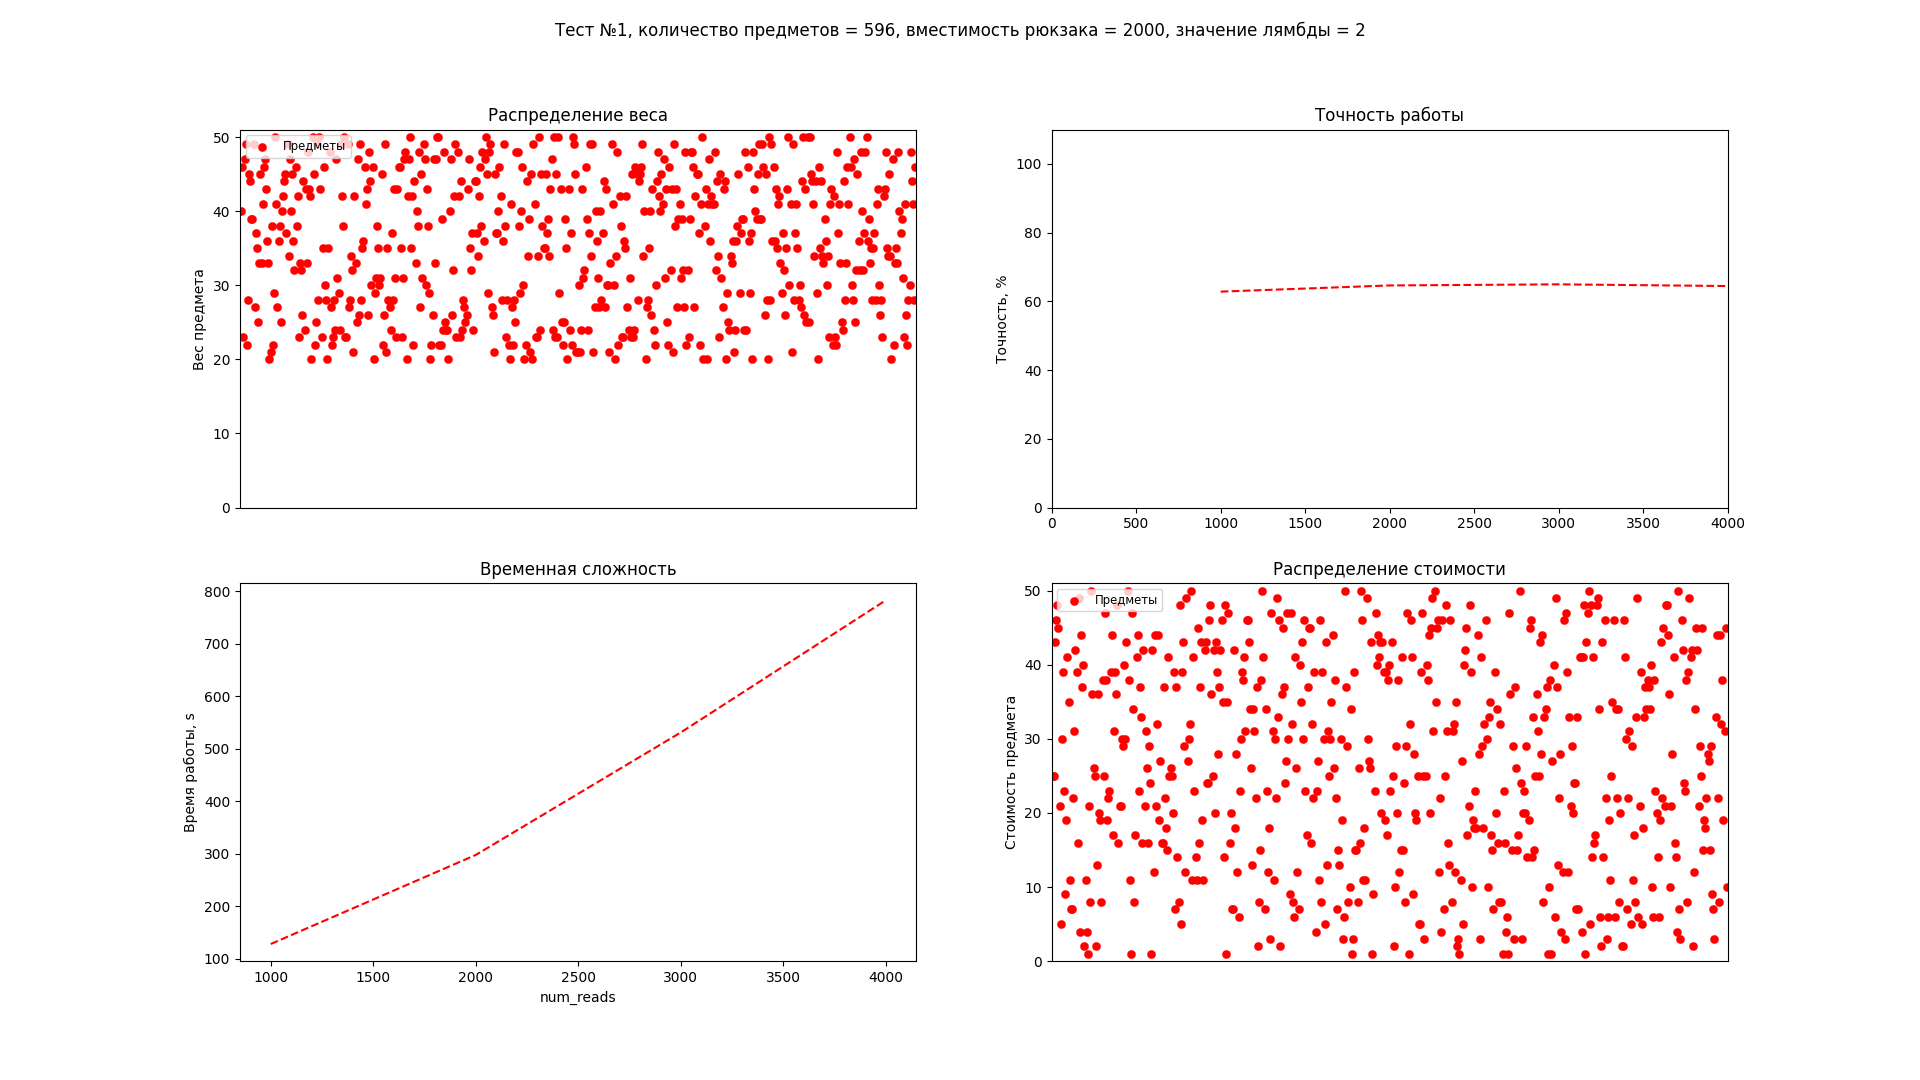 Тест №1, количество предметов = 596, вместимость рюкзака = 2000, значение лямбды = 2
Распределение веса
Вес предмета
50
40
30
20
10
0
Предметы
Точность работы
Точность, %
100
80
60
40
20
0
0 500 1000 1500 2000 2500 3000 3500 4000
Временная сложность
Время работы, s
800
700
600
500
400
300
200
100
1000 1500 2000 2500 3000 3500 4000
num_reads
Распределение стоимости
Стоимость предмета
50
40
30
20
10
0
Предметы